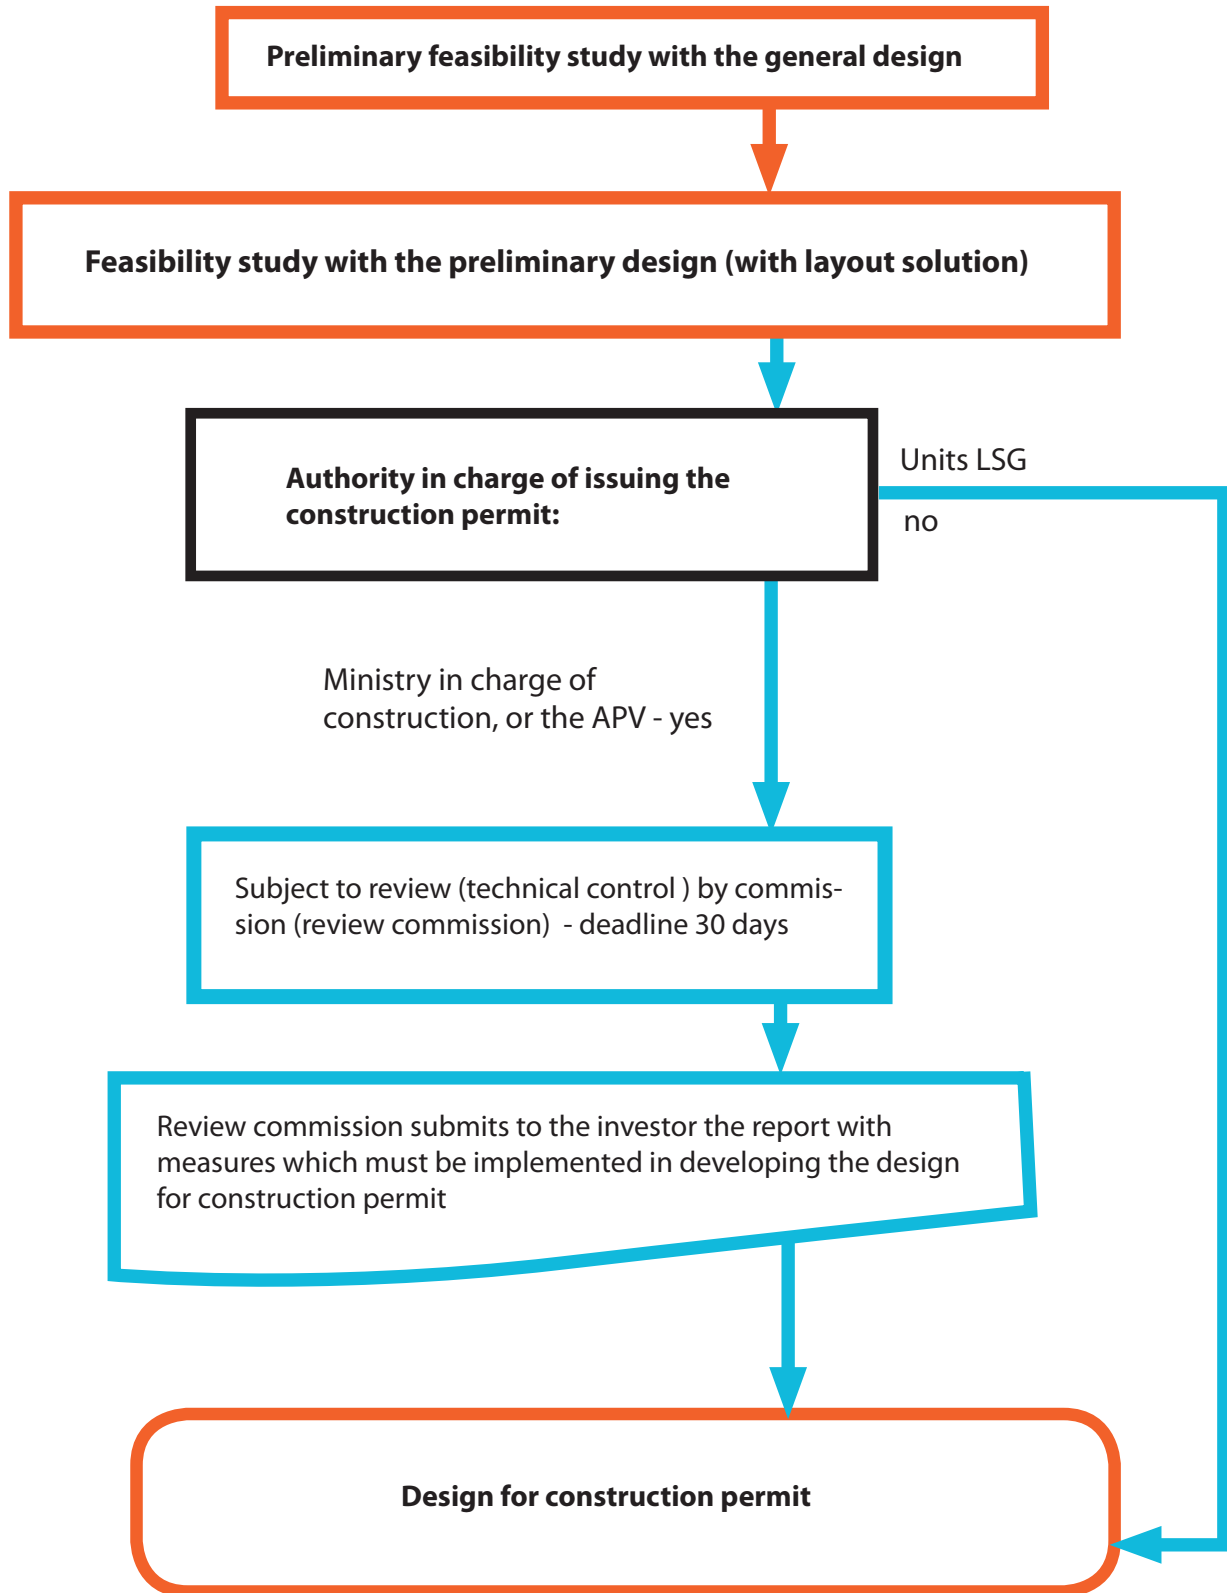 Preliminary feasibility study with the general design
Feasibility study with the preliminary design (with layout solution)
Authority in charge of issuing the
construction permit:
Units LSG
no
Ministry in charge of
construction, or the APV - yes
Subject to review (technical control ) by commis-
sion (review commission)  - deadline 30 days
Review commission submits to the investor the report with
measures which must be implemented in developing the design
for construction permit
Design for construction permit